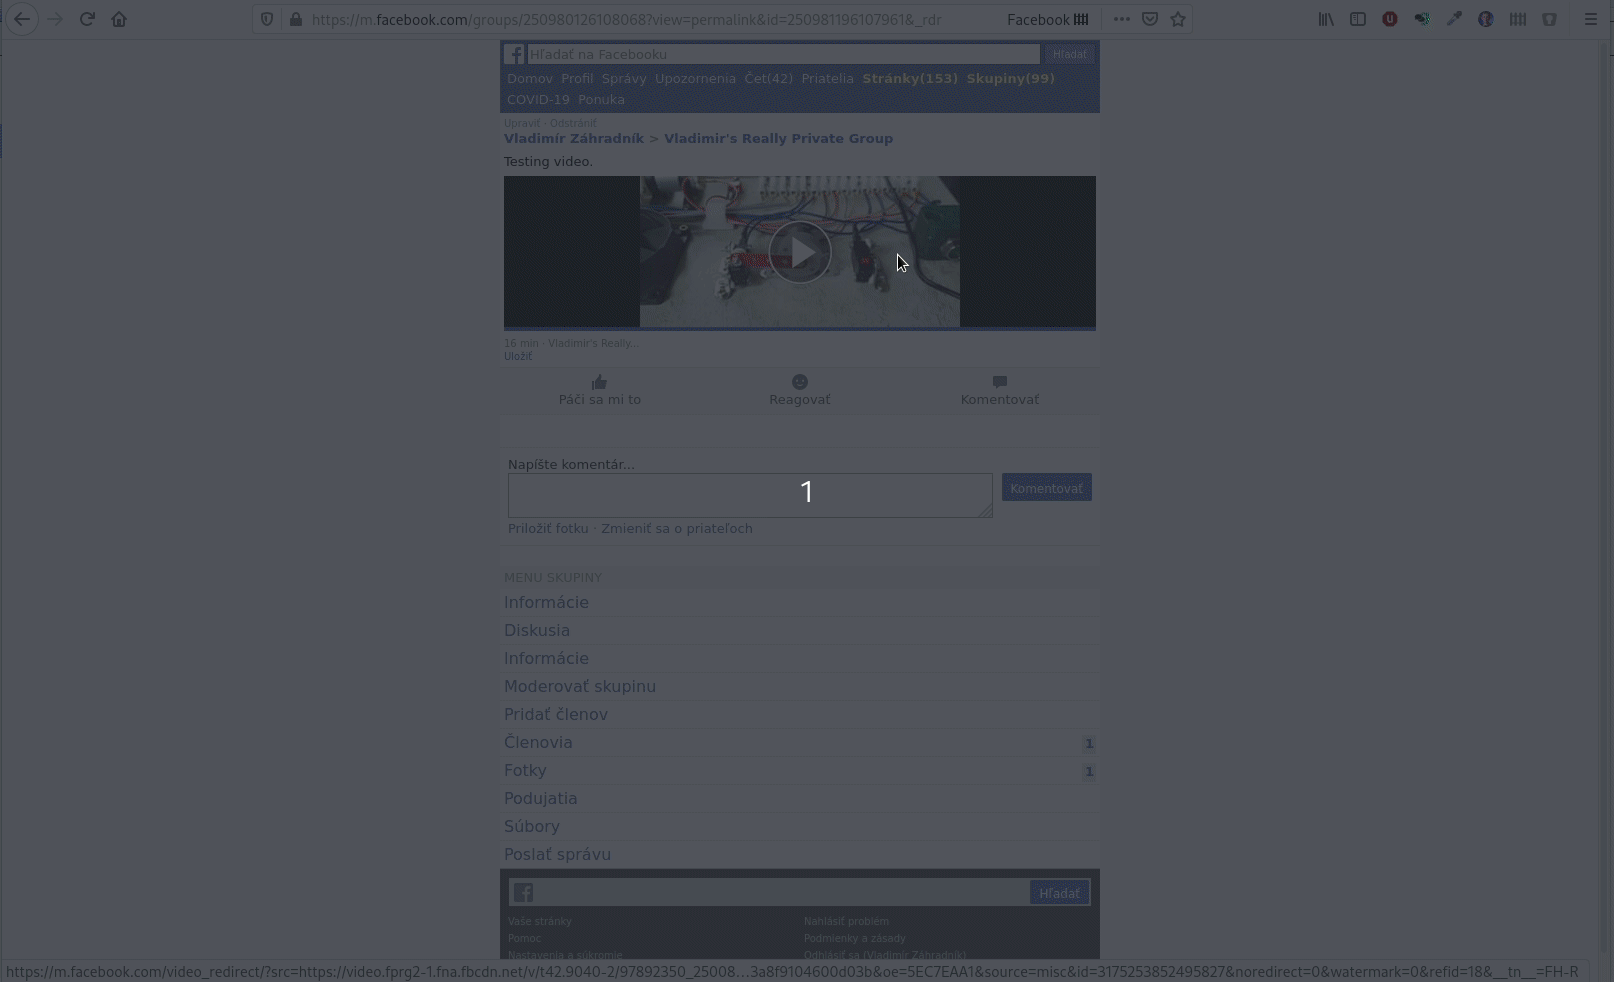 https://m.facebook.com/groups/250980126108068?view=permalink&id=250981196107961&_rdr
Facebook
Hľadať na Facebooku
Hľadať
Domov Profil Správy Upozornenia Čet(42) Priatelia Stránky(153) Skupiny(99)
COVID-19 Ponuka
Upraviť · Odstrániť
Vladimír Záhradník > Vladimir's Really Private Group
Testing video.
16 min · Vladimir's Really...
Uložiť
Páči sa mi to
Reagovať
Komentovať
Napíšte komentár...
1
Komentovať
Priložiť fotku · Zmieniť sa o priateľoch
MENU SKUPINY
Informácie
Diskusia
Informácie
Moderovať skupinu
Pridať členov
Členovia 1
Fotky 1
Podujatia
Súbory
Poslať správu
Hľadať
Vaše stránky
Nahlásiť problém
Pomoc
Podmienky a zásady
Nastavenia a súkromie
Odhlásiť sa (Vladimír Záhradník)
https://m.facebook.com/video_redirect/?src=https://video.fprg2-1.fna.fbcdn.net/v/t42.9040-2/97892350_25008…3a8f9104600d03b&oe=5EC7EAA1&source=misc&id=3175253852495827&noredirect=0&watermark=0&refid=18&__tn__=FH-R